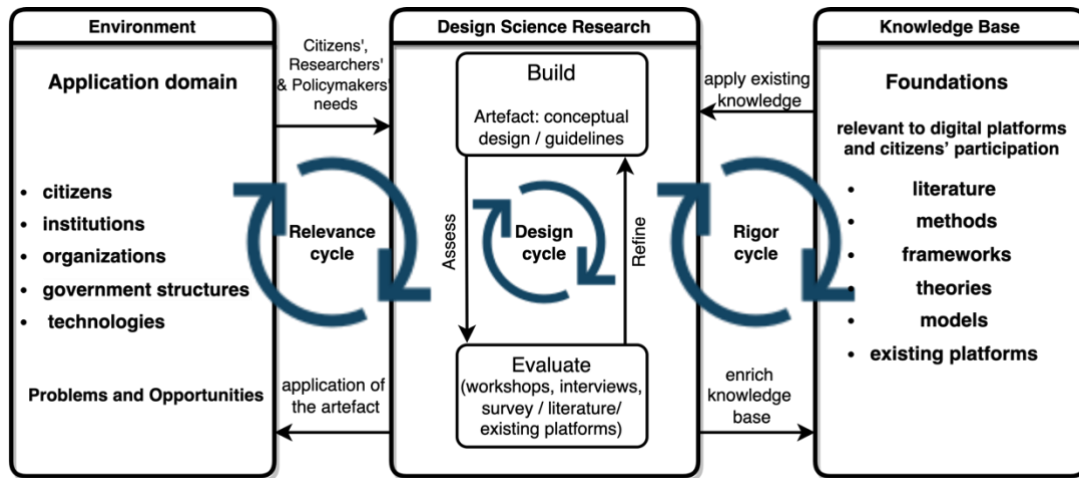 Environment
Application domain
• citizens
• institutions
• organizations
• government structures
• technologies
Problems and Opportunities
Citizens',
Researchers'
& Policymakers'
needs
Relevance
cycle
application of
the artefact
Design Science Research
Build
Artefact: conceptual
design / guidelines
Assess
Design
cycle
Refine
Evaluate
(workshops, interviews,
survey / literature/
existing platforms)
apply existing
knowledge
Rigor
cycle
enrich
knowledge
base
Knowledge Base
Foundations
relevant to digital platforms
and citizens' participation
• literature
• methods
• frameworks
• theories
• models
• existing platforms